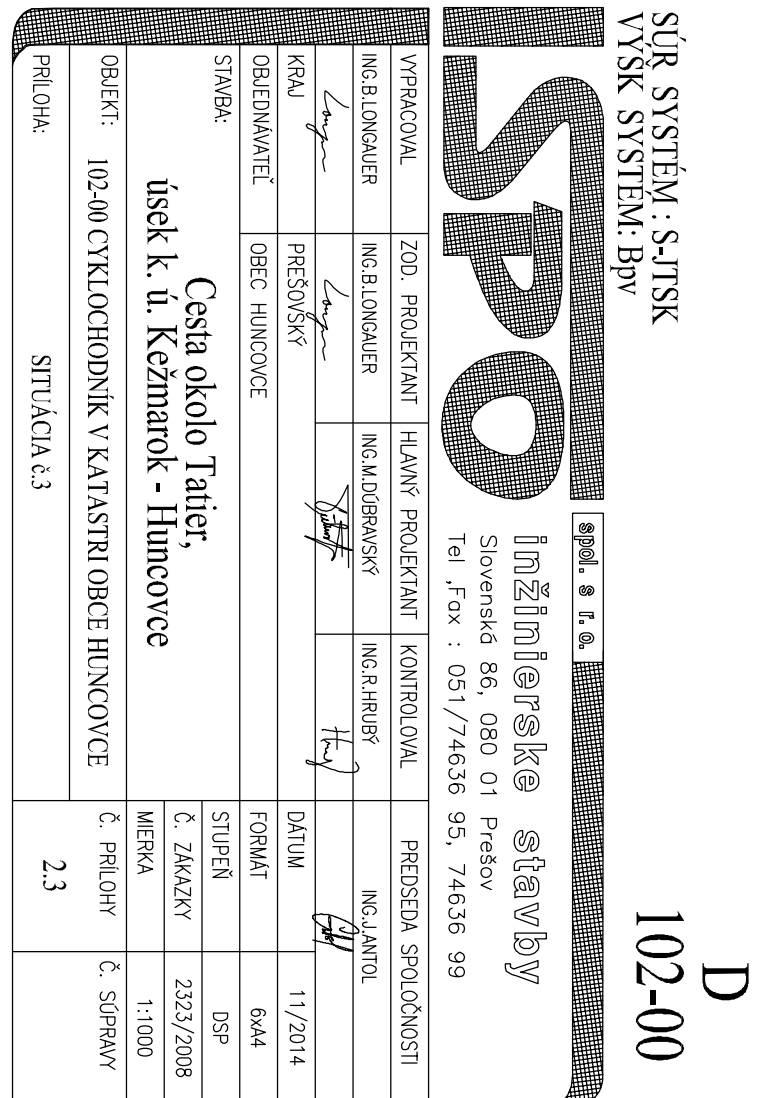 D
102-00
SÚR SYSTÉM : S-JTSK
VÝŠK SYSTÉM: Bpv
ISPO
spol. s r. o.
inžinierske stavby
Slovenská 86, 080 01 Prešov
Tel ,Fax : 051/74636 95, 74636 99
VYPRACOVAL ZOD. PROJEKTANT HLAVNÝ PROJEKTANT KONTROLOVAL PREDSEDA SPOLOČNOSTI
ING.B.LONGAUER ING.B.LONGAUER ING.M.DÚBRAVSKÝ ING.R.HRUBÝ ING.J.ANTOL
KRAJ PREŠOVSKÝ DÁTUM 11/2014
OBJEDNÁVATEĽ OBEC HUNCOVCE FORMÁT 6xA4
STAVBA: STUPEŇ DSP
Cesta okolo Tatier,
Č. ZÁKAZKY 2323/2008
úsek k. ú. Kežmarok - Huncovce
MIERKA 1:1000
OBJEKT: 102-00 CYKLOCHODNÍK V KATASTRI OBCE HUNCOVCE Č. PRÍLOHY Č. SÚPRAVY
PRÍLOHA: SITUÁCIA č.3 2.3